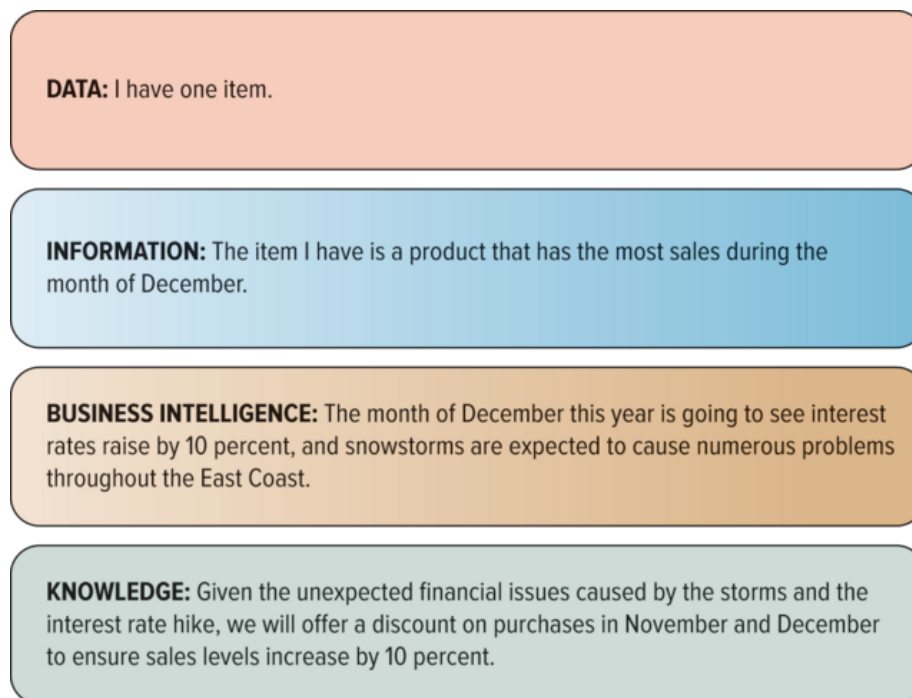 DATA: I have one item.
INFORMATION: The item I have is a product that has the most sales during the
month of December.
BUSINESS INTELLIGENCE: The month of December this year is going to see interest
rates raise by 10 percent, and snowstorms are expected to cause numerous problems
throughout the East Coast.
KNOWLEDGE: Given the unexpected financial issues caused by the storms and the
interest rate hike, we will offer a discount on purchases in November and December
to ensure sales levels increase by 10 percent.